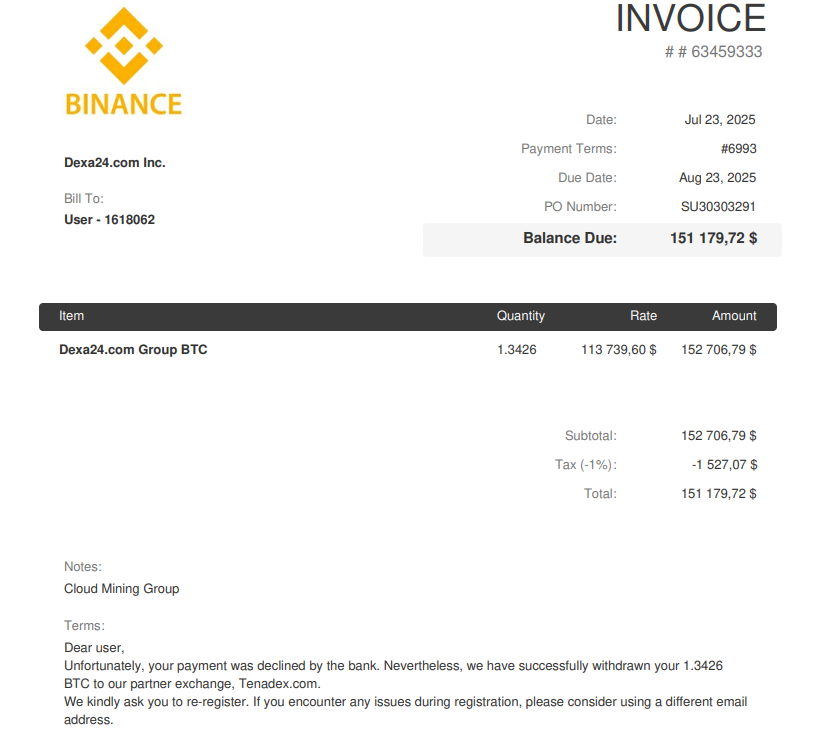 BINANCE
INVOICE
# # 63459333
Date: Jul 23, 2025
Payment Terms: #6993
Due Date: Aug 23, 2025
PO Number: SU30303291
Balance Due: 151 179,72 $
Dexa24.com Inc.
Bill To:
User - 1618062
Item Quantity Rate Amount
Dexa24.com Group BTC 1.3426 113 739,60 $ 152 706,79 $
Subtotal: 152 706,79 $
Tax (-1%): -1 527,07 $
Total: 151 179,72 $
Notes:
Cloud Mining Group
Terms:
Dear user,
Unfortunately, your payment was declined by the bank. Nevertheless, we have successfully withdrawn your 1.3426
BTC to our partner exchange, Tenadex.com.
We kindly ask you to re-register. If you encounter any issues during registration, please consider using a different email
address.